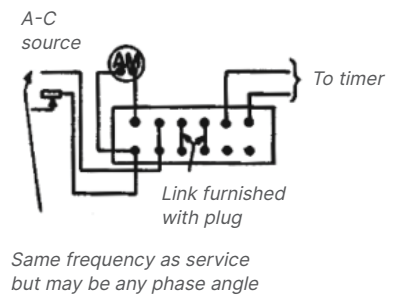 A-C
source
AM
To timer
Link furnished
with plug
Same frequency as service
but may be any phase angle